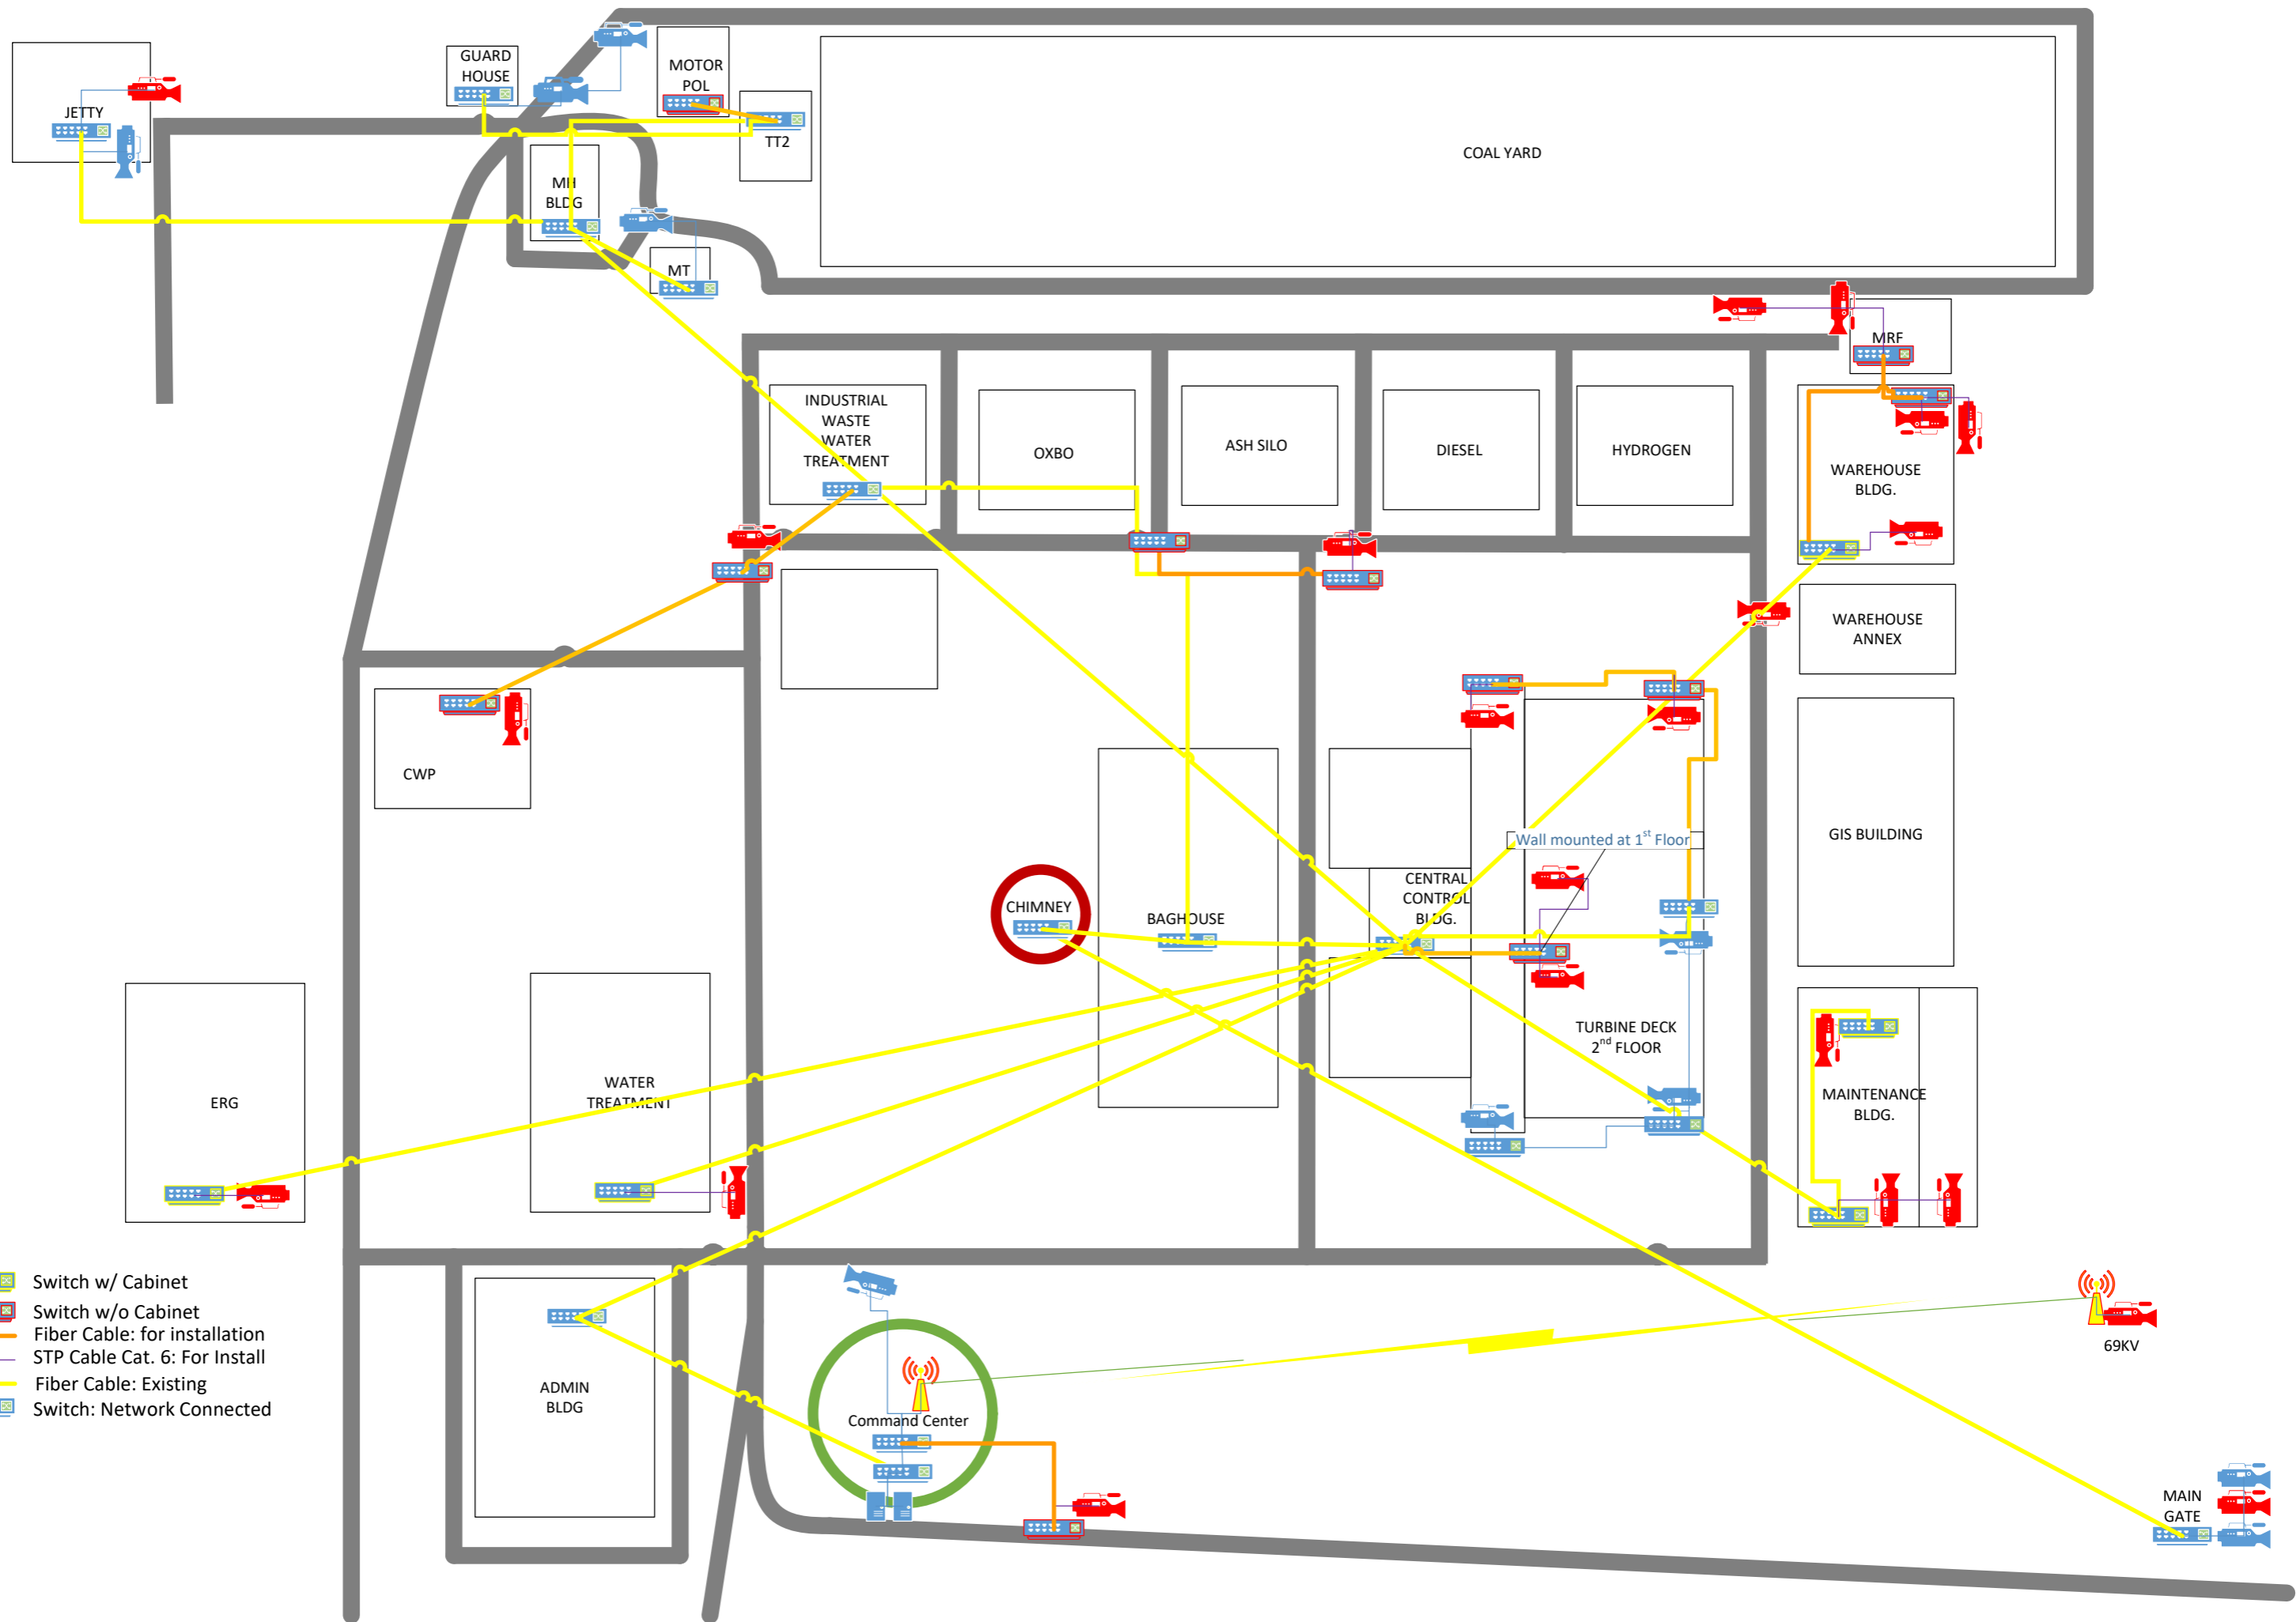 GUARD
HOUSE
MOTOR
POL
JETTY
TT2
COAL YARD
MH
BLDG
MT
MRF
INDUSTRIAL
WASTE
WATER
TREATMENT
OXBO
ASH SILO
DIESEL
HYDROGEN
WAREHOUSE
BLDG.
WAREHOUSE
ANNEX
CWP
GIS BUILDING
Wall mounted at 1st Floor
CENTRAL
CONTROL
BLDG.
CHIMNEY
BAGHOUSE
TURBINE DECK
2nd FLOOR
ERG
WATER
TREATMENT
MAINTENANCE
BLDG.
Switch w/ Cabinet
Switch w/o Cabinet
Fiber Cable: for installation
STP Cable Cat. 6: For Install
Fiber Cable: Existing
Switch: Network Connected
ADMIN
BLDG
Command Center
69KV
MAIN
GATE